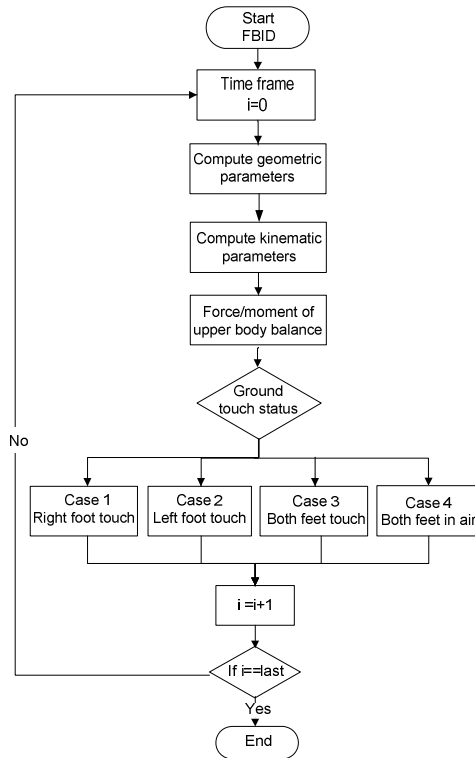 Start
FBID
Time frame
i=0
Compute geometric
parameters
Compute kinematic
parameters
Force/moment of
upper body balance
Ground
touch status
No
Case 1
Right foot touch
Case 2
Left foot touch
Case 3
Both feet touch
Case 4
Both feet in air
i =i+1
If i==last
Yes
End